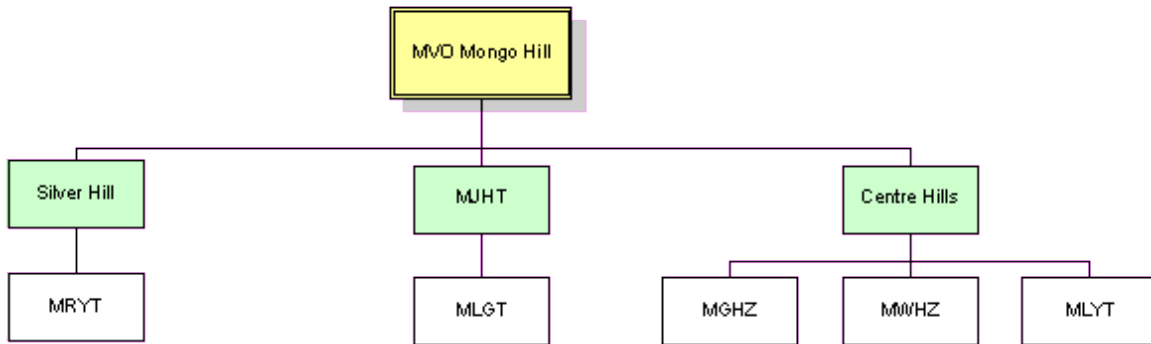 MVO Mongo Hill
Silver Hill
MJHT
Centre Hills
MRYT
MLGT
MGHZ
MWHZ
MLYT